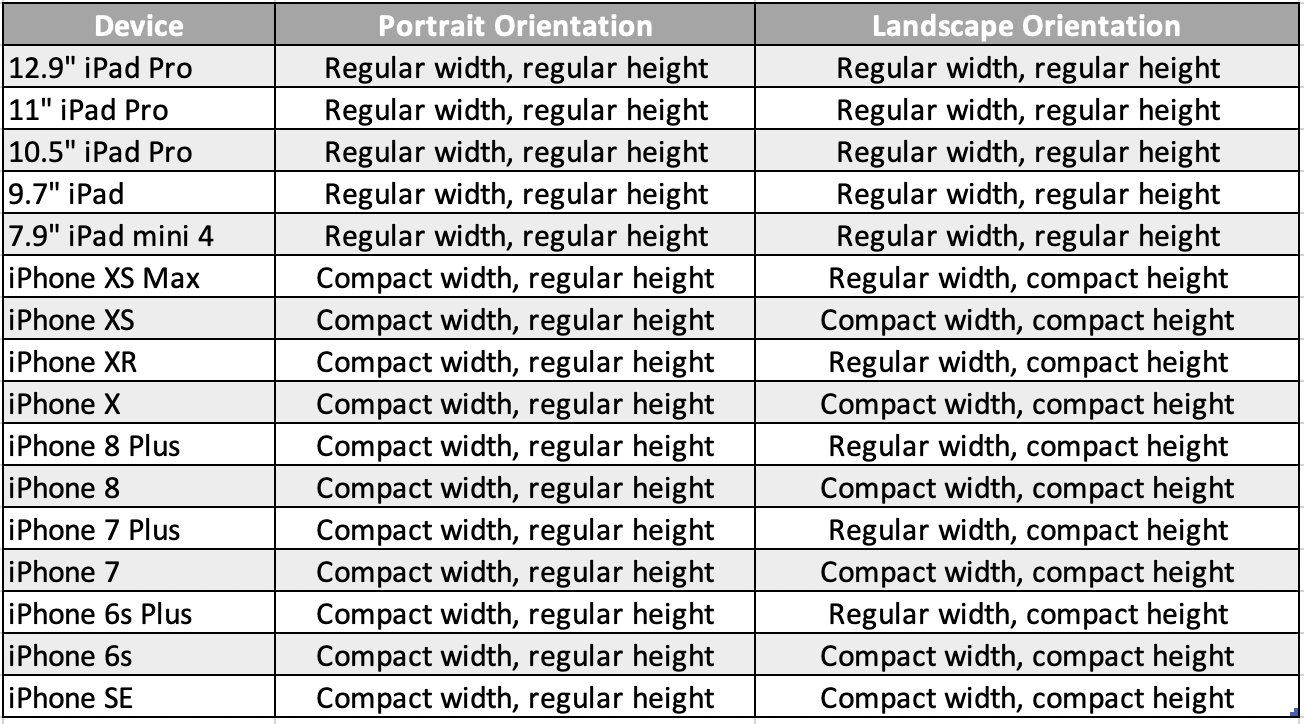 Device Portrait Orientation Landscape Orientation
12.9" iPad Pro Regular width, regular height Regular width, regular height
11" iPad Pro Regular width, regular height Regular width, regular height
10.5" iPad Pro Regular width, regular height Regular width, regular height
9.7" iPad Regular width, regular height Regular width, regular height
7.9" iPad mini 4 Regular width, regular height Regular width, regular height
iPhone XS Max Compact width, regular height Regular width, compact height
iPhone XS Compact width, regular height Compact width, compact height
iPhone XR Compact width, regular height Regular width, compact height
iPhone X Compact width, regular height Compact width, compact height
iPhone 8 Plus Compact width, regular height Regular width, compact height
iPhone 8 Compact width, regular height Compact width, compact height
iPhone 7 Plus Compact width, regular height Regular width, compact height
iPhone 7 Compact width, regular height Compact width, compact height
iPhone 6s Plus Compact width, regular height Regular width, compact height
iPhone 6s Compact width, regular height Compact width, compact height
iPhone SE Compact width, regular height Compact width, compact height